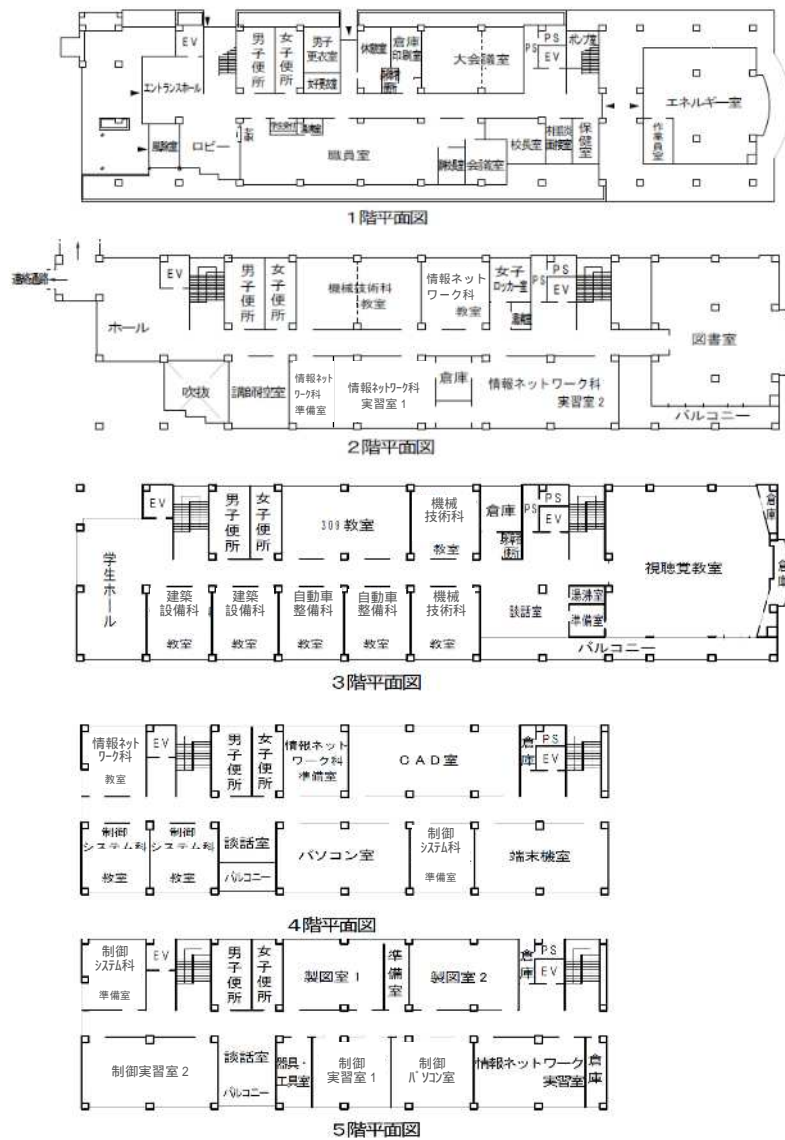 EV
男子便所
女子便所
男子
更衣室
女子更衣室
休憩室
倉庫
印刷室
大会議室
PS
PS
EV
ポンプ室
エントランスホール
エネルギー室
風除室
ロビー
職員室
会議室
校長室
面接室
保健室
作業員室
1階平面図
連絡通路
EV
ホール
男子便所
女子便所
機械技術科
教室
情報ネット
ワーク科
教室
女子
ロッカー室
PS
PS
EV
図書室
吹抜
講師控室
情報ネット
ワーク科
準備室
情報ネットワーク科
実習室1
倉庫
情報ネットワーク科
実習室2
バルコニー
2階平面図
EV
男子便所
女子便所
309教室
機械
技術科
教室
倉庫
PS
PS
EV
視聴覚教室
倉庫
倉庫
学生ホール
建築
設備科
教室
建築
設備科
教室
自動車
整備科
教室
自動車
整備科
教室
機械
技術科
教室
談話室
湯沸室
準備室
バルコニー
3階平面図
情報ネット
ワーク科
教室
EV
男子便所
女子便所
情報ネット
ワーク科
準備室
CAD室
倉庫
PS
EV
制御
システム科
教室
制御
システム科
教室
談話室
バルコニー
パソコン室
制御
システム科
準備室
端末機室
4階平面図
制御
システム科
準備室
EV
男子便所
女子便所
製図室1
準備室
製図室2
倉庫
PS
EV
制御実習室2
談話室
バルコニー
器具・
工具室
制御
実習室1
制御
パソコン室
情報ネットワーク
実習室
倉庫
5階平面図